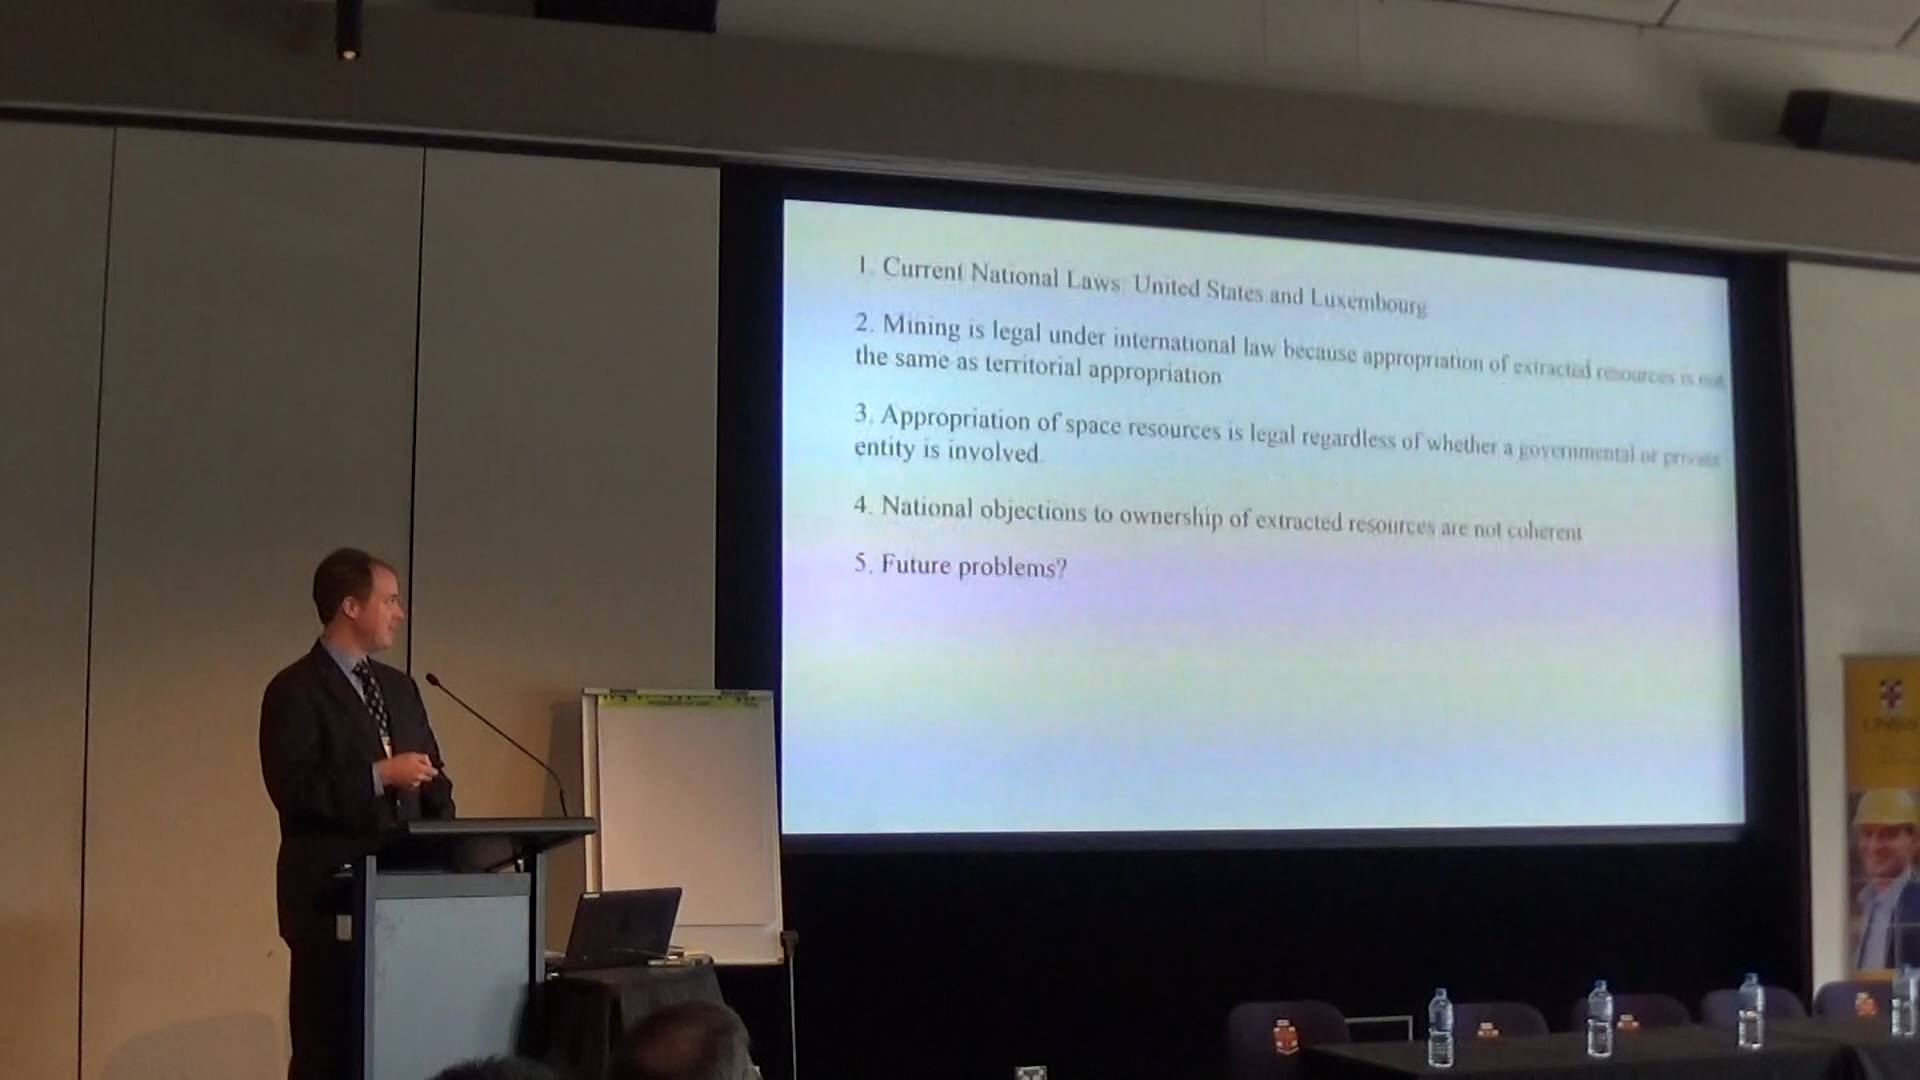 1. Current National Laws: United States and Luxembourg
2. Mining is legal under international law because appropriation of extracted resources is not
the same as territorial appropriation
3. Appropriation of space resources is legal regardless of whether a governmental or private
entity is involved.
4. National objections to ownership of extracted resources are not coherent
5. Future problems?
UNSW